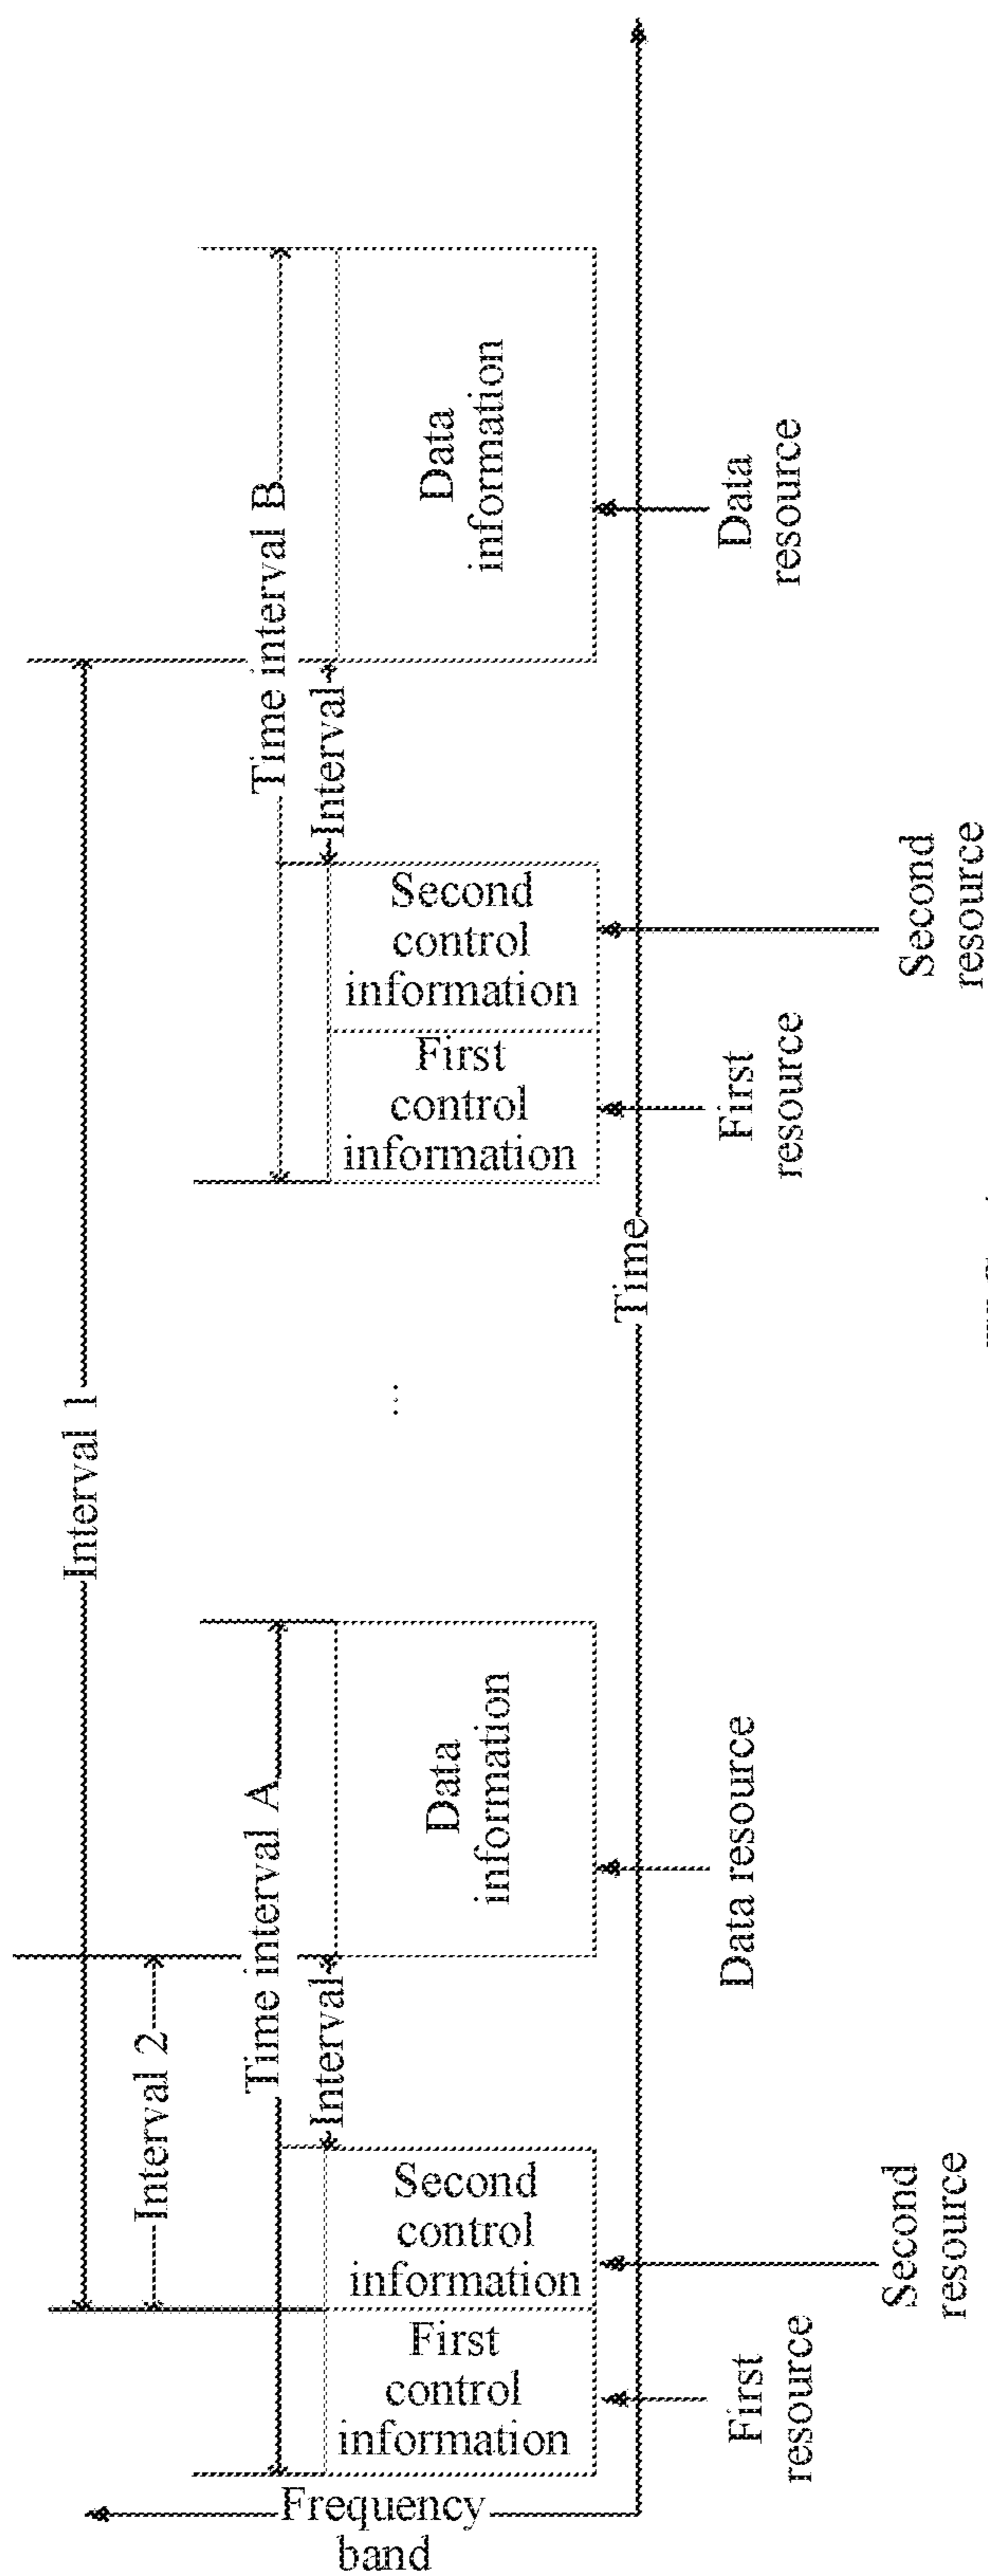 Interval 1
Interval 2
Time interval A
Time interval B
Interval
Interval
Frequency
band
First
control
information
Second
control
information
Data
information
...
First
control
information
Second
control
information
Data
information
Time
First
resource
Second
resource
Data resource
First
resource
Second
resource
Data
resource